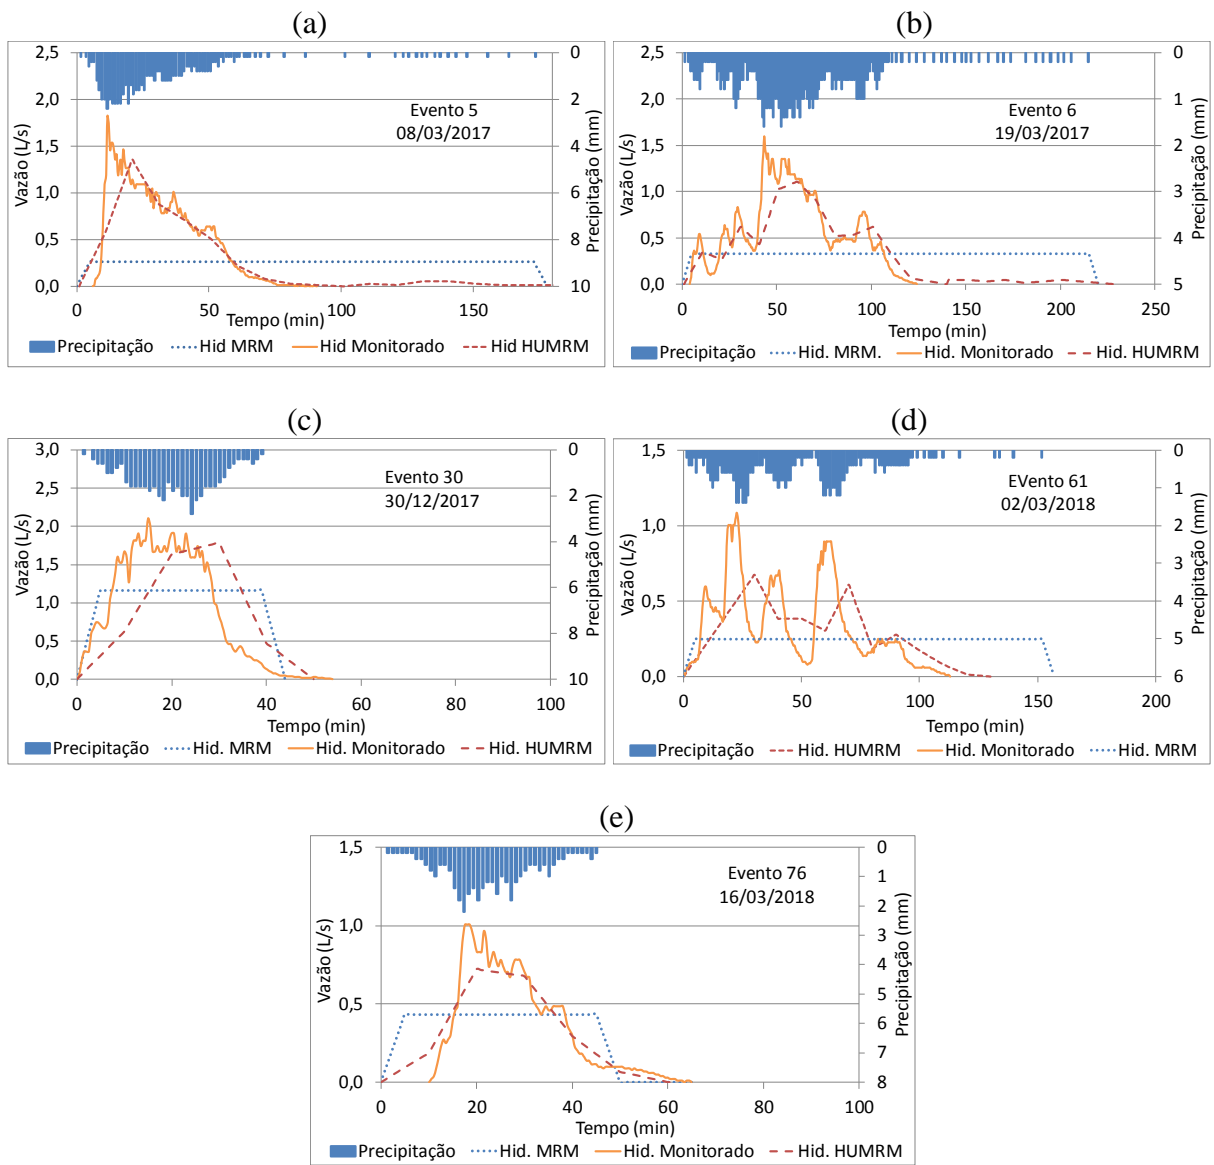 (a)
2,5
2,0
1,5
1,0
0,5
0,0
Vazão (L/s)
0
2
4
6
8
10
Precipitação (mm)
Evento 5
08/03/2017
0
50
100
150
Tempo (min)
Precipitação
Hid MRM
Hid Monitorado
Hid HUMRM
(b)
2,5
2,0
1,5
1,0
0,5
0,0
Vazão (L/s)
0
1
2
3
4
5
Precipitação (mm)
Evento 6
19/03/2017
0
50
100
150
200
250
Tempo (min)
Precipitação
Hid. MRM.
Hid. Monitorado
Hid. HUMRM
(c)
3,0
2,5
2,0
1,5
1,0
0,5
0,0
Vazão (L/s)
0
2
4
6
8
10
Precipitação (mm)
Evento 30
30/12/2017
0
20
40
60
80
100
Tempo (min)
Precipitação
Hid. MRM
Hid. Monitorado
Hid. HUMRM
(d)
1,5
1,0
0,5
0,0
Vazão (L/s)
0
1
2
3
4
5
6
Precipitação (mm)
EVento 61
02/03/2018
0
50
100
150
200
Tempo (min)
Precipitação
Hid. HUMRM
Hid. Monitorado
Hid. MRM
(e)
1,5
1,0
0,5
0,0
Vazão (L/s)
0
1
2
3
4
5
6
7
8
Precipitação (mm)
Evento 76
16/03/2018
0
20
40
60
80
100
Tempo (min)
Precipitação
Hid. MRM
Hid. Monitorado
Hid. HUMRM